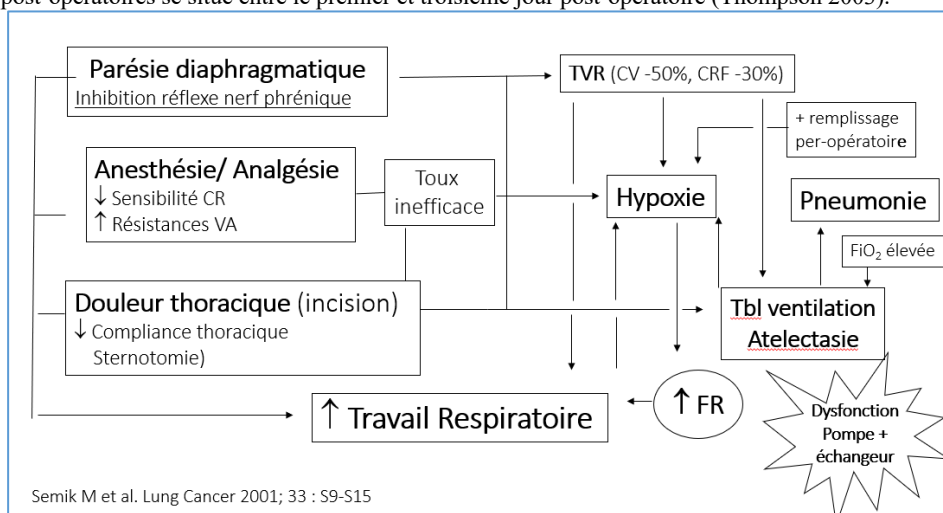 post-opératoires se situe entre le premier et troisième jour post-opératoire (Thompson 2003).
Parésie diaphragmatique
Inhibition réflexe nerf phrénique
TVR (CV -50%, CRF -30%)
+ remplissage
per-opératoire
Anesthésie/ Analgésie
↓ Sensibilité CR
↑ Résistances VA
Toux
inefficace
Hypoxie
Pneumonie
FiO₂ élevée
Douleur thoracique (incision)
↓ Compliance thoracique
Sternotomie)
Tbl ventilation
Atelectasie
↑ Travail Respiratoire
↑ FR
Dysfonction
Pompe +
échangeur
Semik M et al. Lung Cancer 2001; 33 : S9-S15